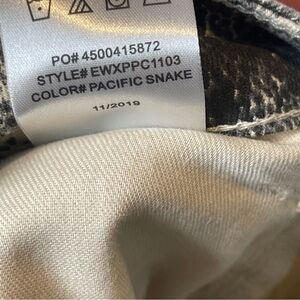 PO# 4500415872
STYLE# EWXPPC1103
COLOR# PACIFIC SNAKE
11/2019